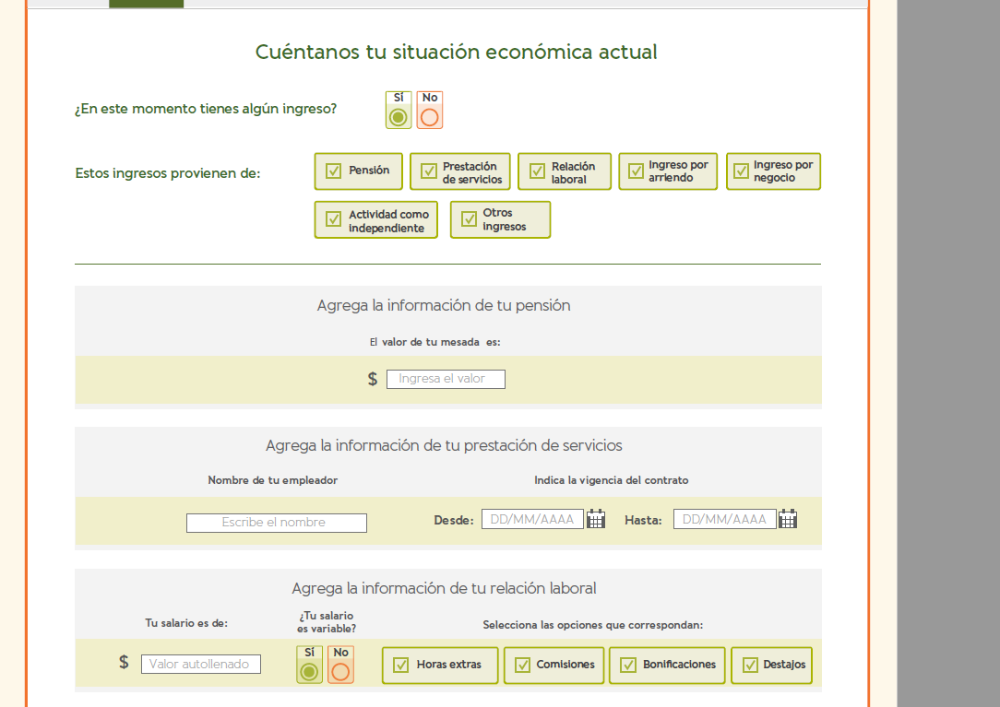 Cuéntanos tu situación económica actual
Sí No
¿En este momento tienes algún ingreso?
Estos ingresos provienen de:
Pensión
Prestación
de servicios
Relación
laboral
Ingreso por
arriendo
Ingreso por
negocio
Actividad como
independiente
Otros
ingresos
Agrega la información de tu pensión
El valor de tu mesada es:
$ Ingresa el valor
Agrega la información de tu prestación de servicios
Nombre de tu empleador
Indica la vigencia del contrato
Escribe el nombre
Desde: DD/MM/AAAA Hasta: DD/MM/AAAA
Agrega la información de tu relación laboral
Tu salario es de:
¿Tu salario
es variable?
Selecciona las opciones que correspondan:
$ Valor autollenado
Sí No
Horas extras
Comisiones
Bonificaciones
Destajos